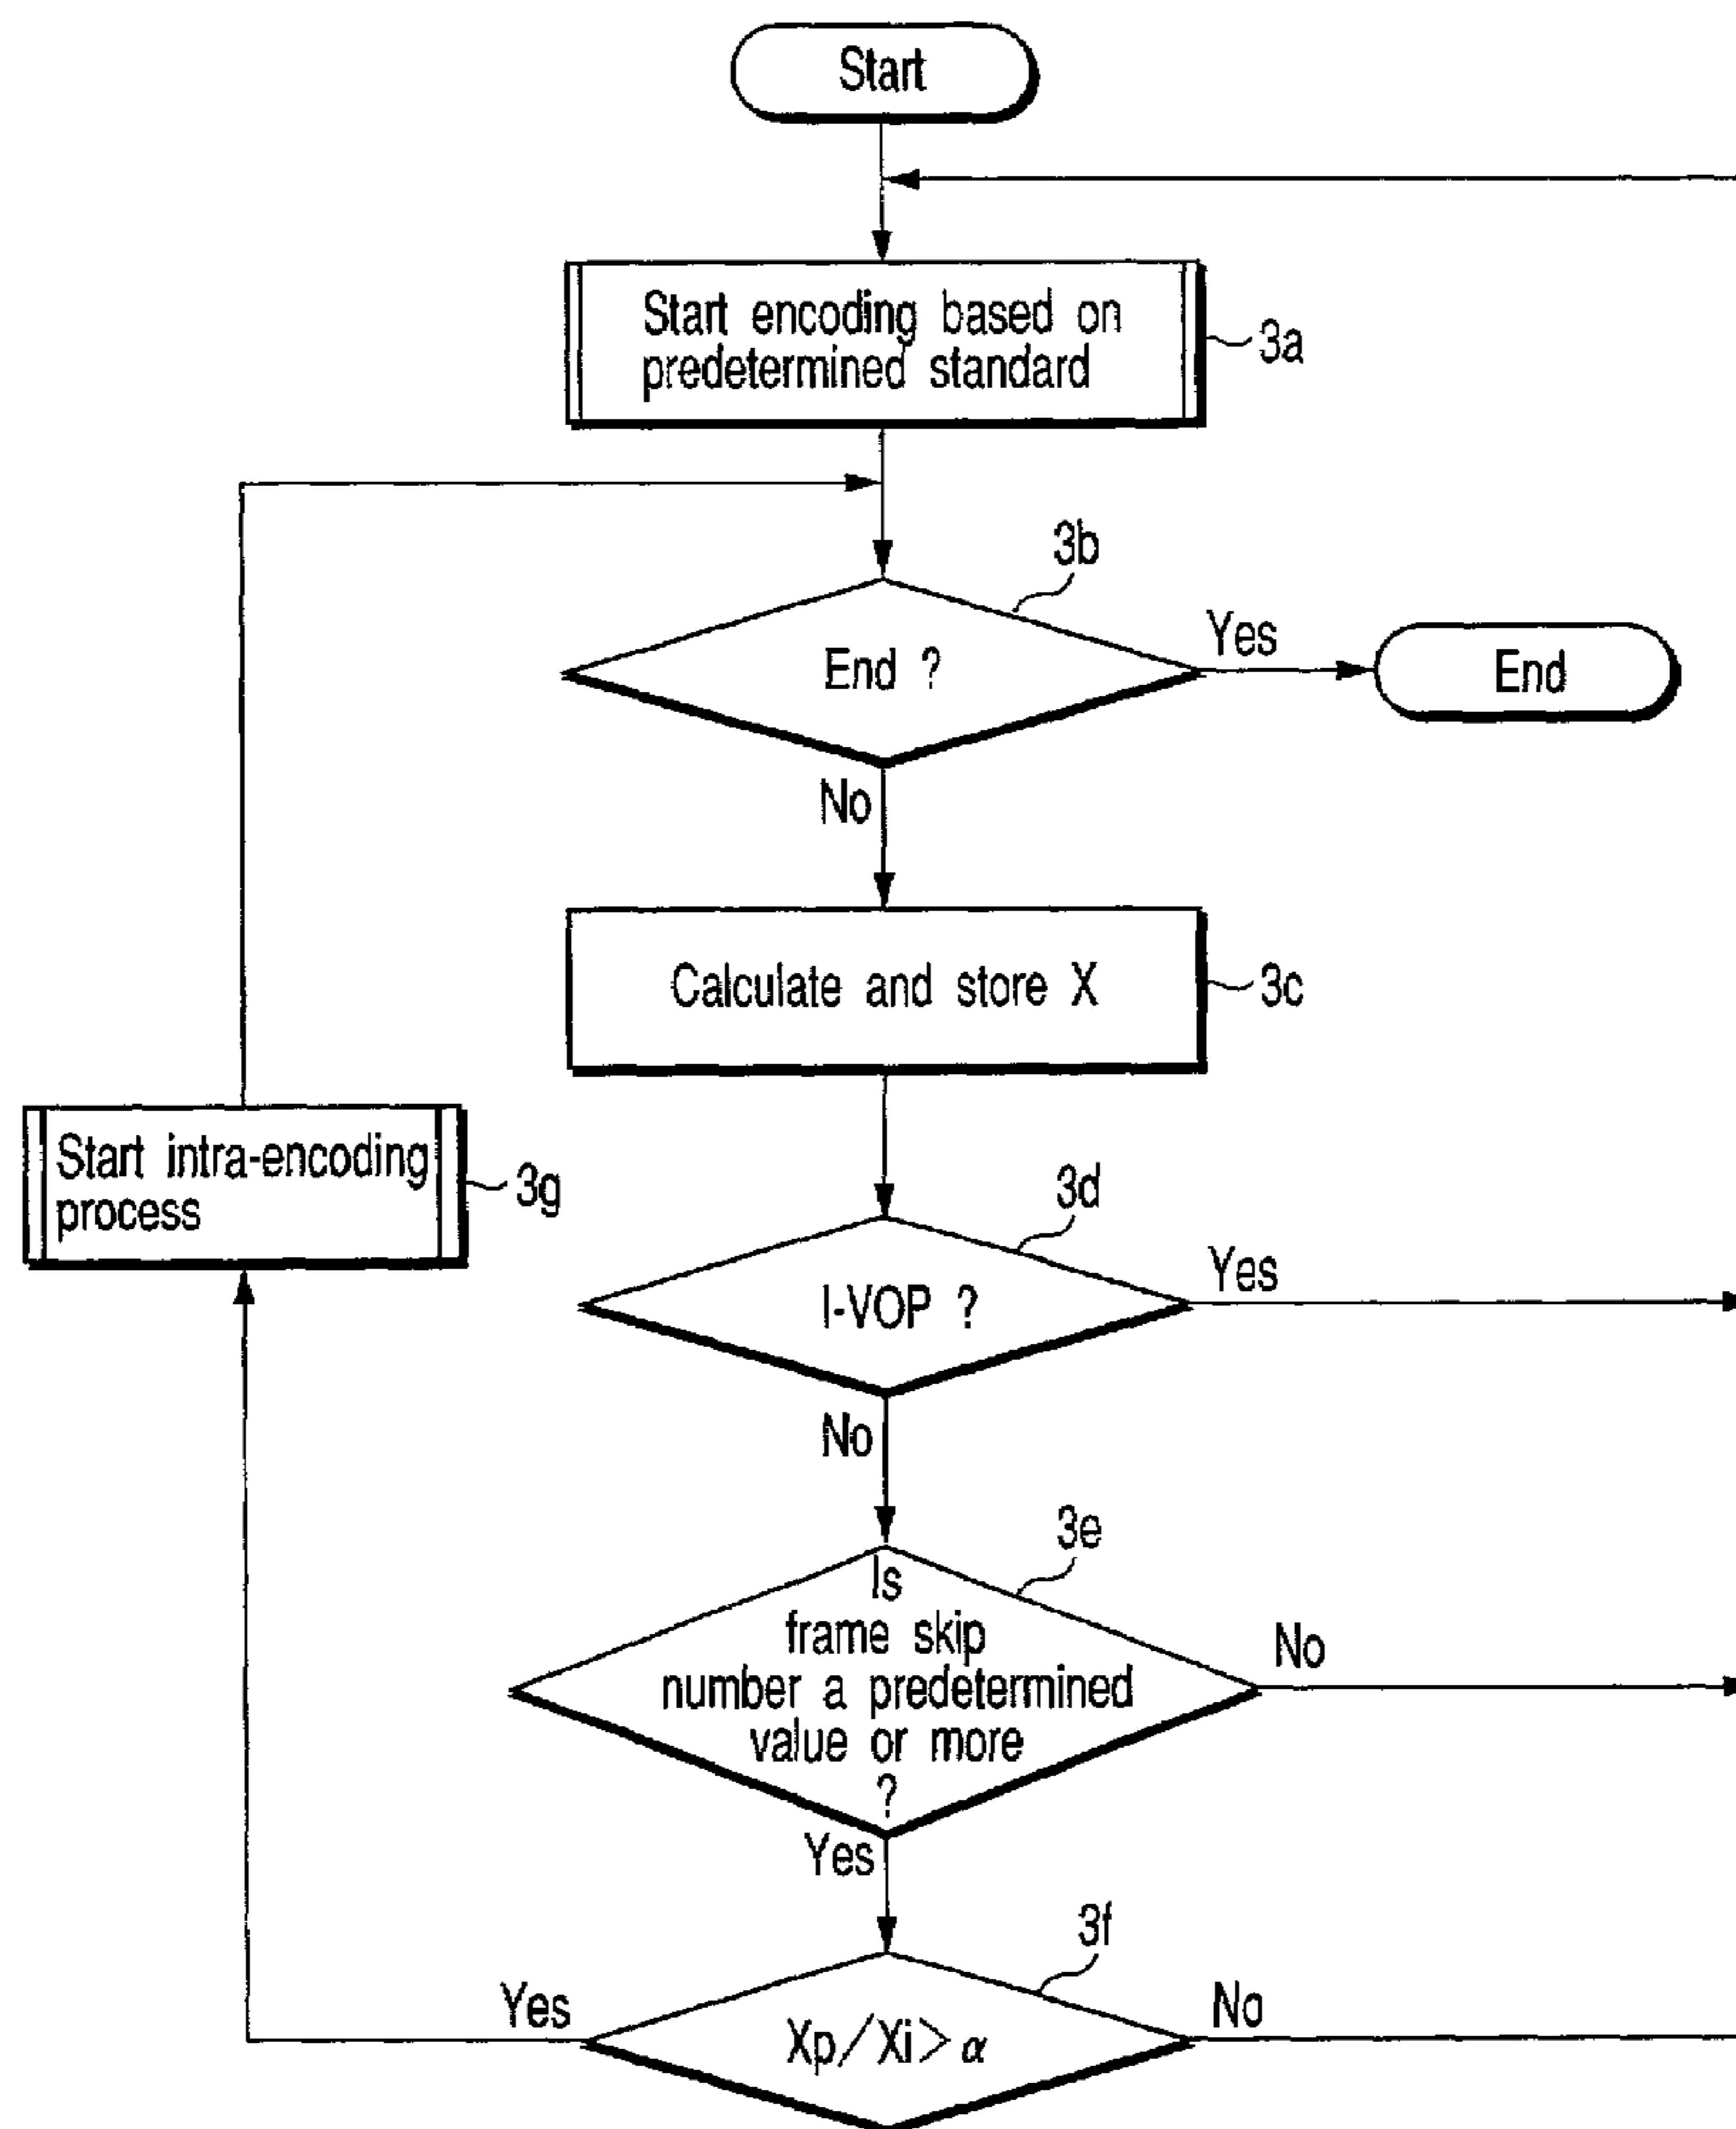 Start
Start encoding based on
predetermined standard
3a
3b
End ?
Yes
End
No
Calculate and store X
3c
Start intra-encoding
process
3g
3d
I-VOP ?
Yes
No
3e
Is
frame skip
number a predetermined
value or more
?
No
Yes
3f
Yes
Xp/Xi>α
No